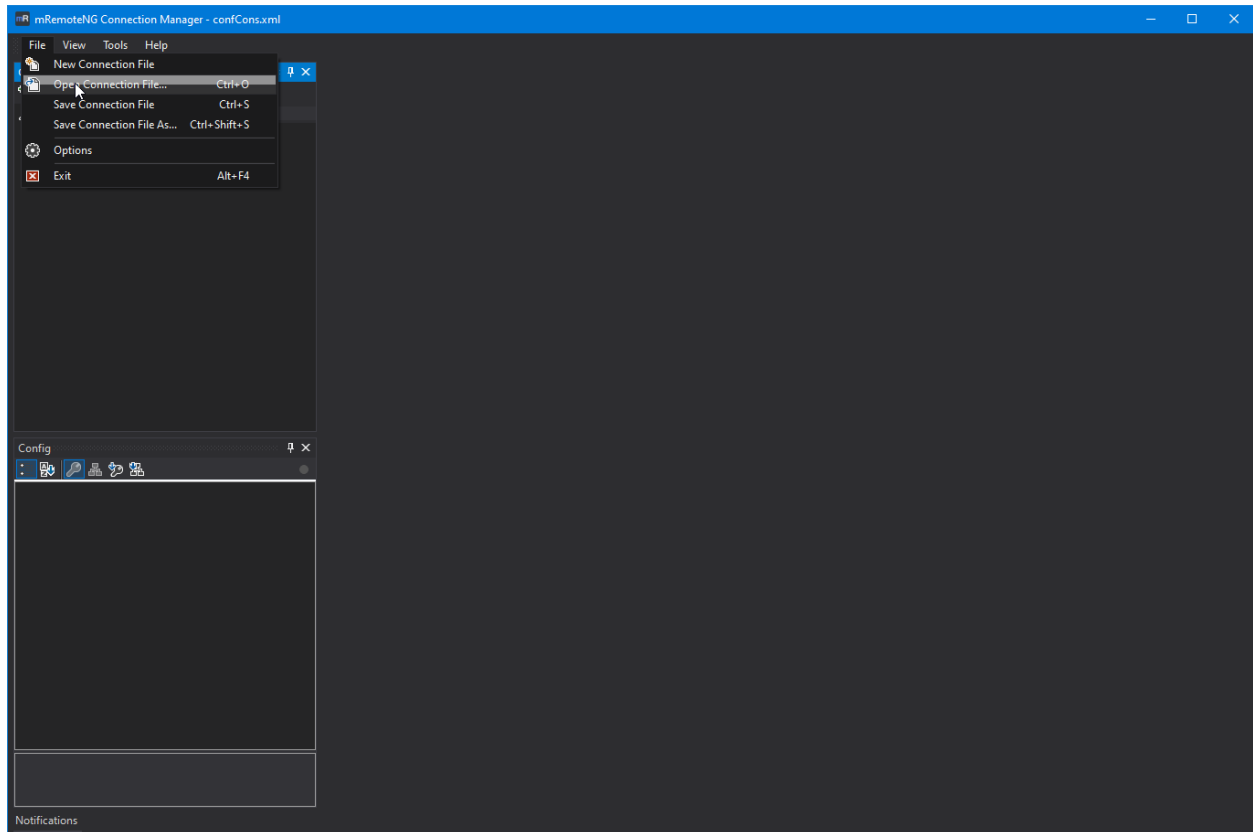 mR mRemoteNG Connection Manager - confCons.xml
File View Tools Help
New Connection File
Open Connection File... Ctrl+O
Save Connection File Ctrl+S
Save Connection File As... Ctrl+Shift+S
Options
Exit Alt+F4
Config
Notifications